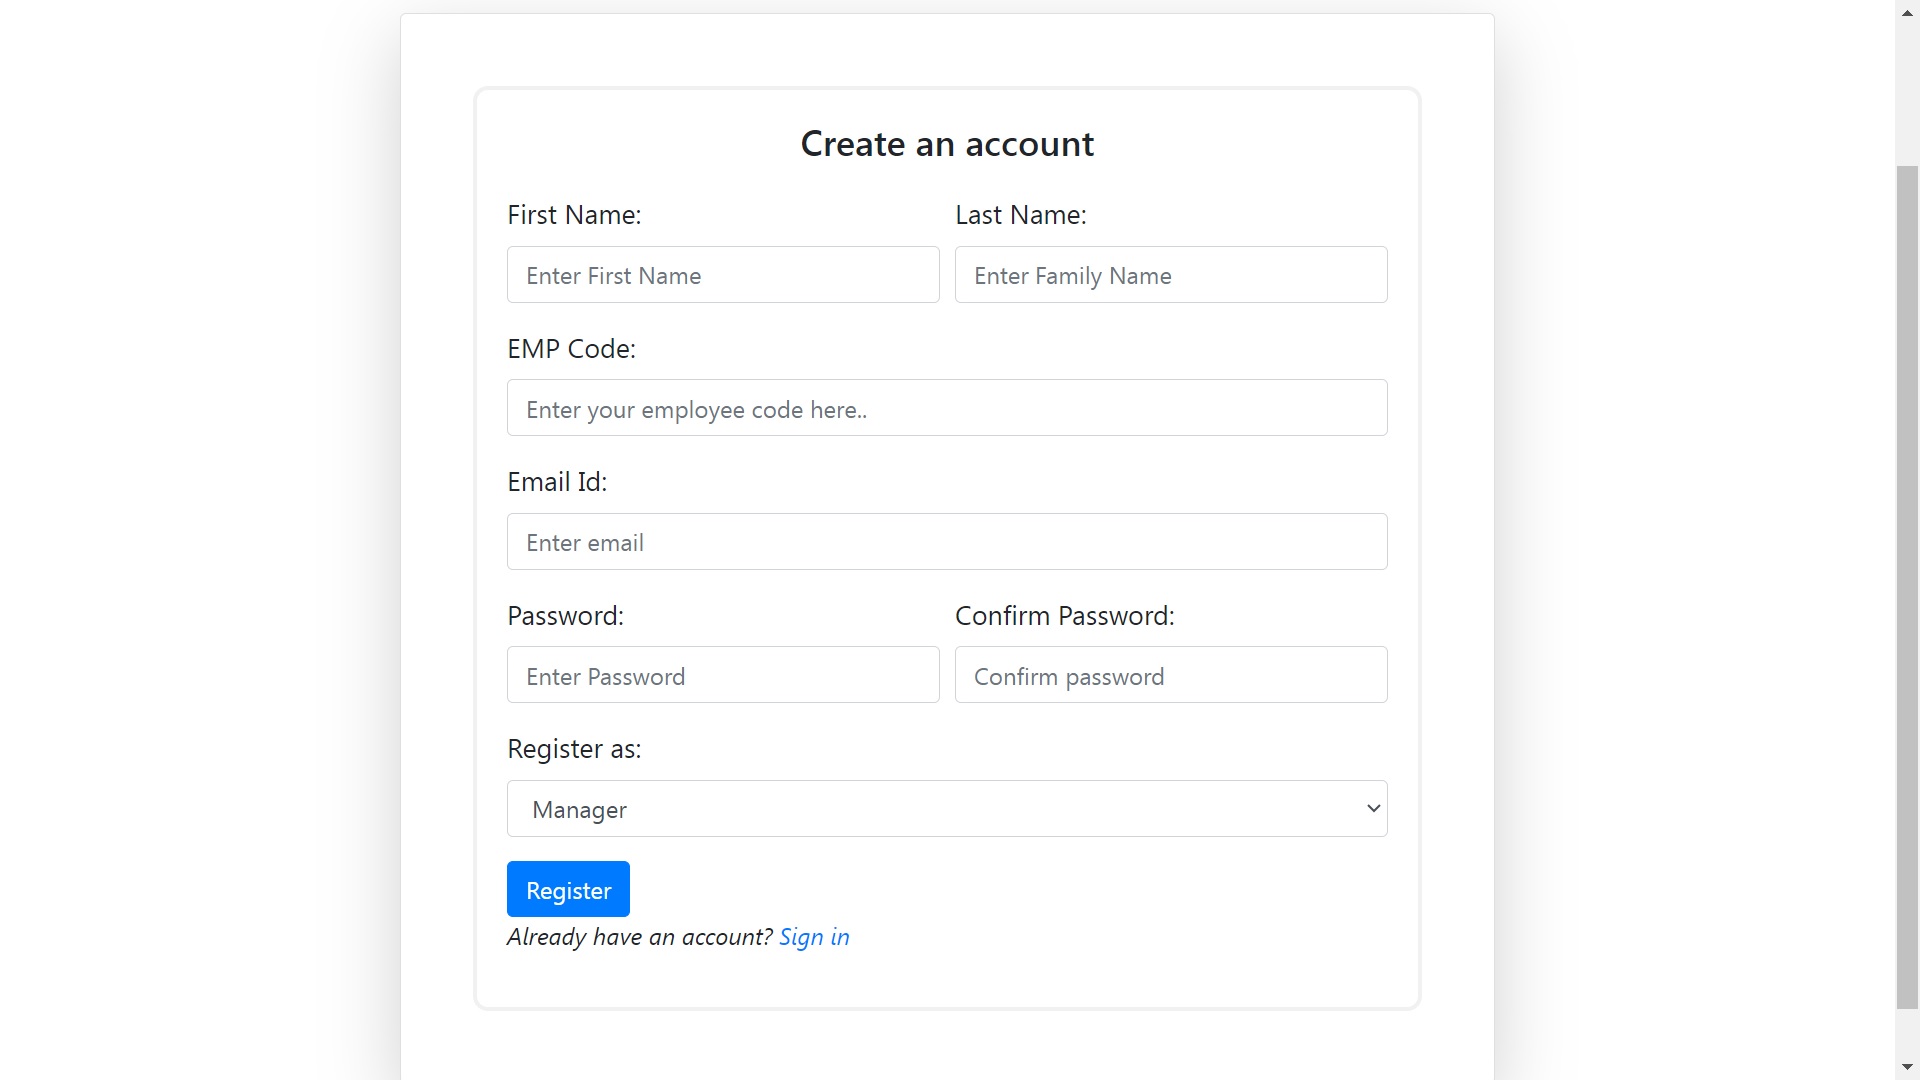 Create an account
First Name: Last Name:
Enter First Name Enter Family Name
EMP Code:
Enter your employee code here..
Email Id:
Enter email
Password: Confirm Password:
Enter Password Confirm password
Register as:
Manager
Register
Already have an account? Sign in